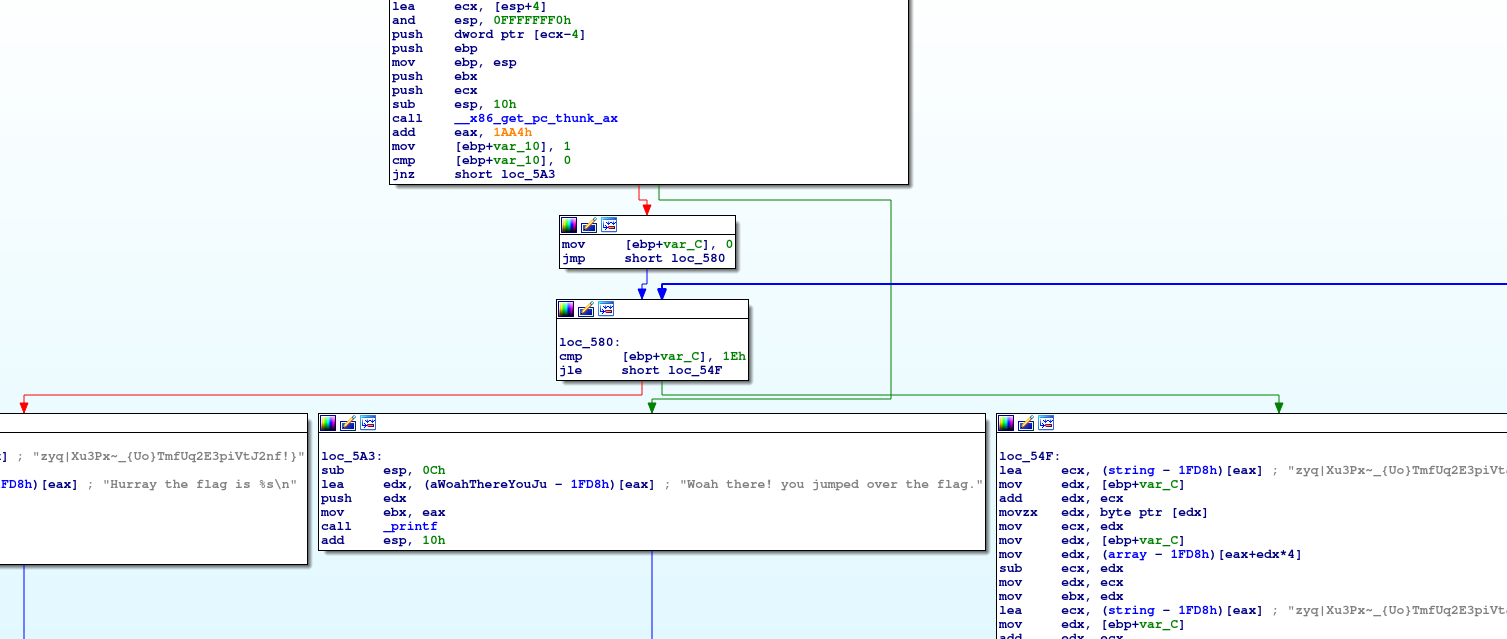 lea ecx, [esp+4]
and esp, 0FFFFFFF0h
push dword ptr [ecx-4]
push ebp
mov ebp, esp
push ebx
push ecx
sub esp, 10h
call __x86_get_pc_thunk_ax
add eax, 1AA4h
mov [ebp+var_10], 1
cmp [ebp+var_10], 0
jnz short loc_5A3
mov [ebp+var_C], 0
jmp short loc_580
loc_580:
cmp [ebp+var_C], 1Eh
jle short loc_54F
] ; "zyq|Xu3Px~_{Uo}TmfUq2E3piVtJ2nf!}"
FD8h)[eax] ; "Hurray the flag is %s\n"
loc_5A3:
sub esp, 0Ch
lea edx, (aWoahThereYouJu - 1FD8h)[eax] ; "Woah there! you jumped over the flag."
push edx
mov ebx, eax
call _printf
add esp, 10h
loc_54F:
lea ecx, (string - 1FD8h)[eax] ; "zyq|Xu3Px~_{Uo}TmfUq2E3piVt
mov edx, [ebp+var_C]
add edx, ecx
movzx edx, byte ptr [edx]
mov ecx, edx
mov edx, [ebp+var_C]
mov edx, (array - 1FD8h)[eax+edx*4]
sub ecx, edx
mov edx, ecx
mov ebx, edx
lea ecx, (string - 1FD8h)[eax] ; "zyq|Xu3Px~_{Uo}TmfUq2E3piVt
mov edx, [ebp+var_C]
add edx, ecx